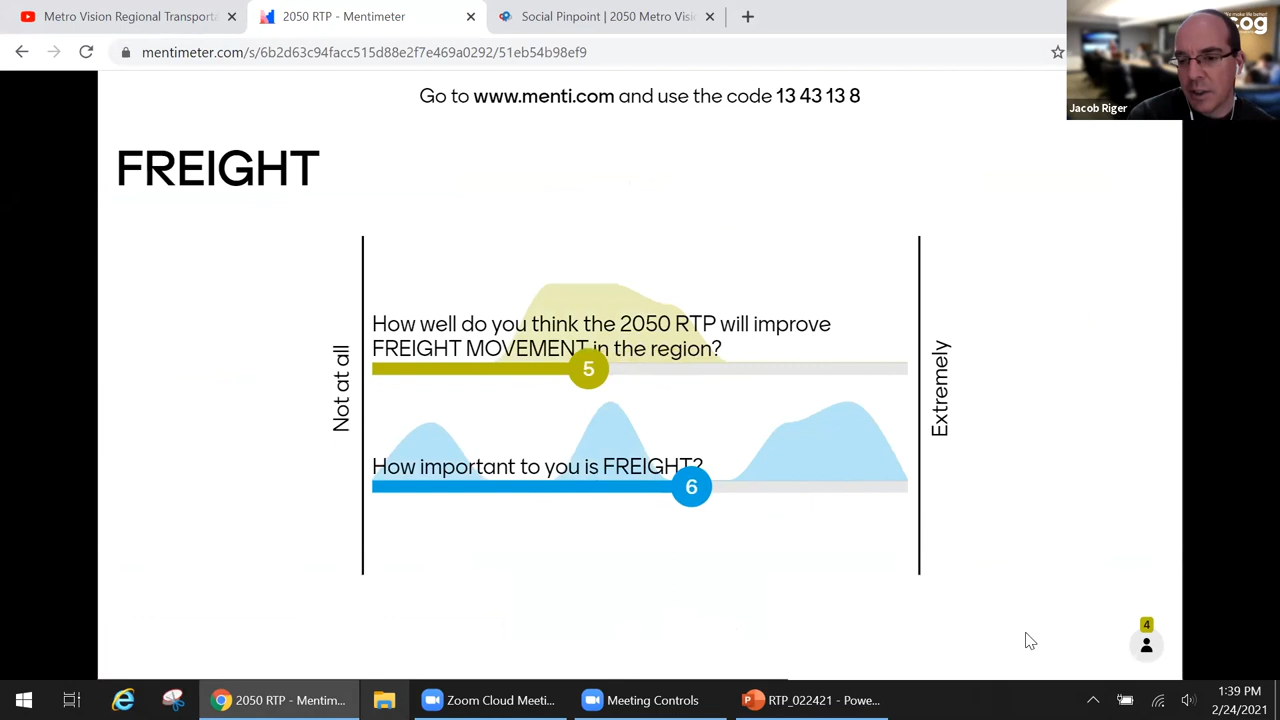 Metro Vision Regional Transporta
2050 RTP - Mentimeter
Pinpoint | 2050 Metro Visi
mentimeter.com/s/6b2d63c94facc515d88e2f7e469a0292/51eb54b98ef9
Jacob Riger
Go to www.menti.com and use the code 13 43 13 8
FREIGHT
Not at all
How well do you think the 2050 RTP will improve
FREIGHT MOVEMENT in the region?
5
How important to you is FREIGHT?
6
Extremely
4
2050 RTP - Mentim...
Zoom Cloud Meeti...
Meeting Controls
RTP_022421 - Powe...
1:39 PM
2/24/2021